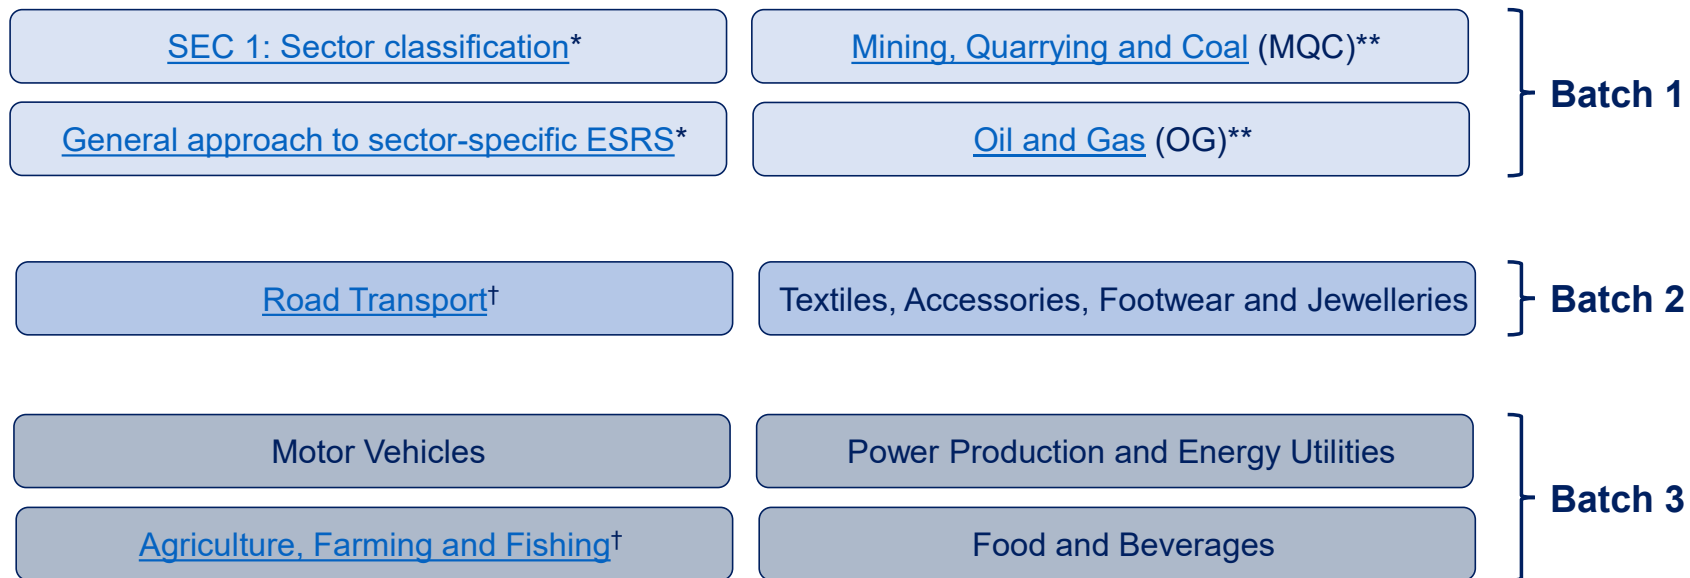 SEC 1: Sector classification*
Mining, Quarrying and Coal (MQC)**
General approach to sector-specific ESRS*
Oil and Gas (OG)**
Batch 1
Road Transport†
Textiles, Accessories, Footwear and Jewelleries
Batch 2
Motor Vehicles
Power Production and Energy Utilities
Agriculture, Farming and Fishing†
Food and Beverages
Batch 3